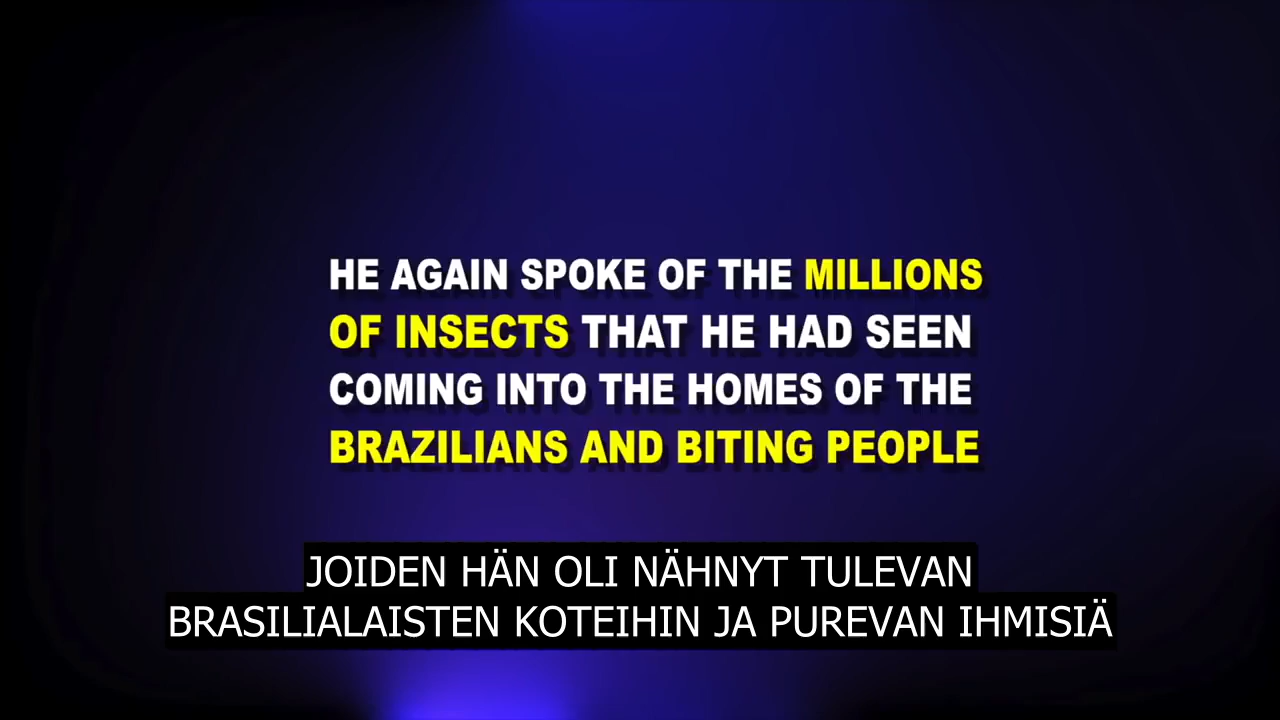 HE AGAIN SPOKE OF THE MILLIONS
OF INSECTS THAT HE HAD SEEN
COMING INTO THE HOMES OF THE
BRAZILIANS AND BITING PEOPLE
JOIDEN HÄN OLI NÄHNYT TULEVAN
BRASILIALAISTEN KOTEIHIN JA PUREVAN IHMISIÄ